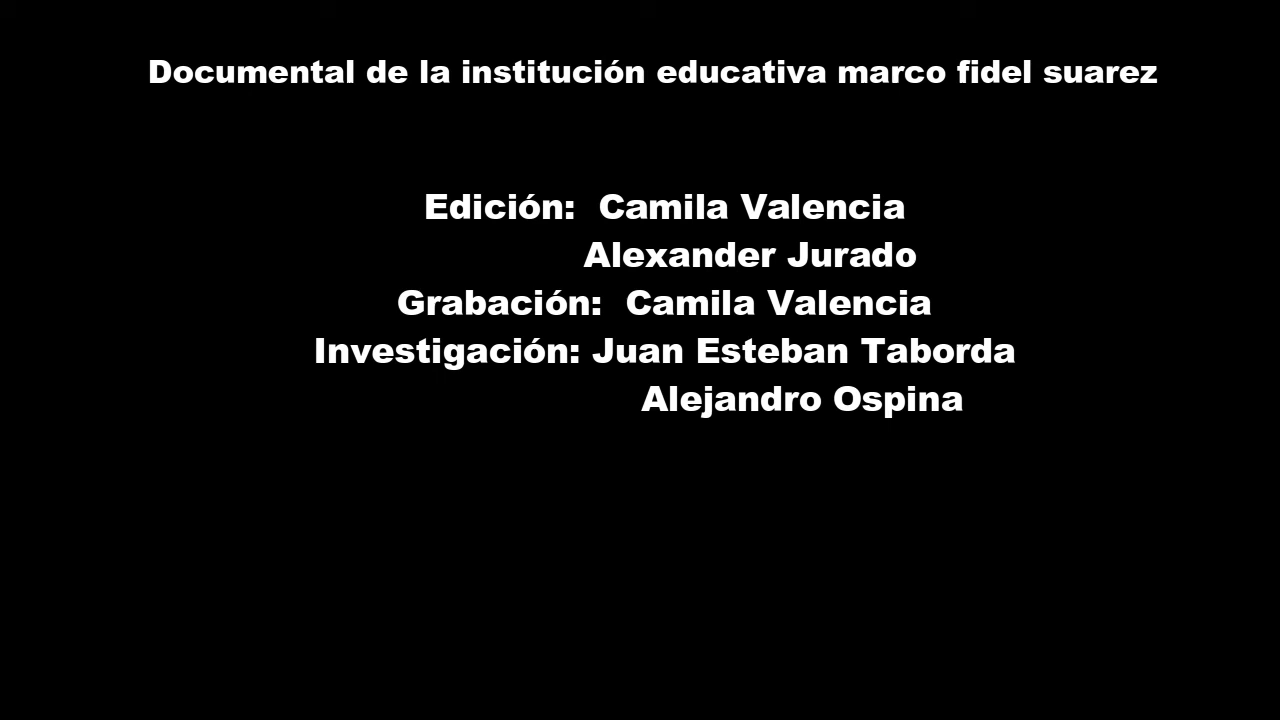 Documental de la institución educativa marco fidel suarez
Edición: Camila Valencia
Alexander Jurado
Grabación: Camila Valencia
Investigación: Juan Esteban Taborda
Alejandro Ospina